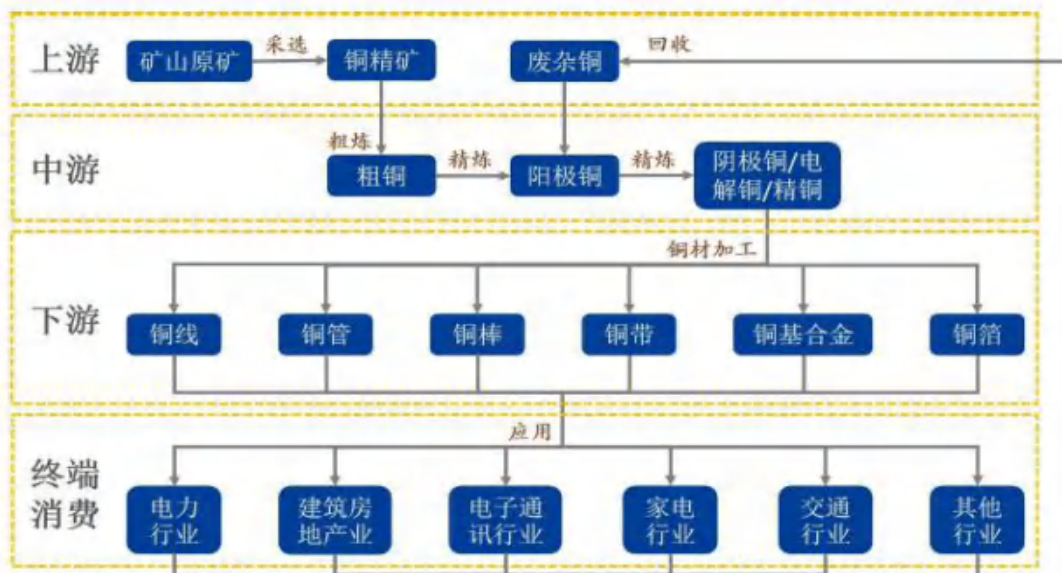 上游
矿山原矿
采选
铜精矿
废杂铜
回收
中游
粗炼
粗铜
精炼
阳极铜
精炼
阴极铜/电
解铜/精铜
下游
铜材加工
铜线
铜管
铜棒
铜带
铜基合金
铜箔
终端
消费
应用
电力
行业
建筑房
地产业
电子通
讯行业
家电
行业
交通
行业
其他
行业